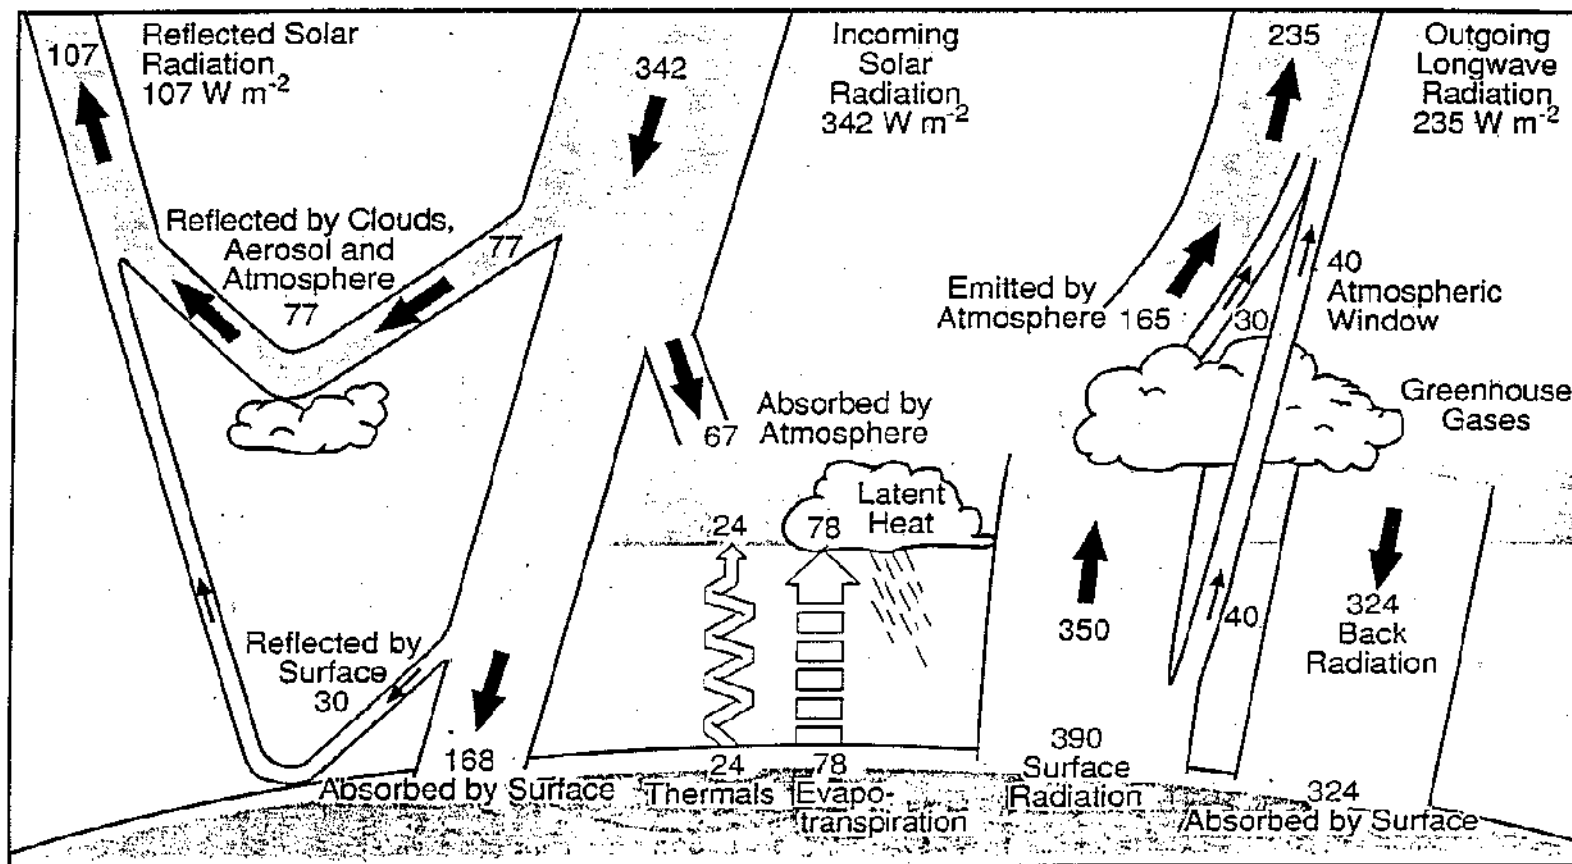 107
Reflected Solar
Radiation
107 W m-2
342
Incoming
Solar
Radiation
342 W m-2
235
Outgoing
Longwave
Radiation
235 W m-2
Reflected by Clouds,
Aerosol and
Atmosphere
77
77
Emitted by
Atmosphere
165
30
40
Atmospheric
Window
Greenhouse
Gases
67
Absorbed by
Atmosphere
24
78
Latent
Heat
350
40
324
Back
Radiation
Reflected by
Surface
30
168
Absorbed by Surface
24
Thermals
78
Evapo-
transpiration
390
Surface
Radiation
324
Absorbed by Surface